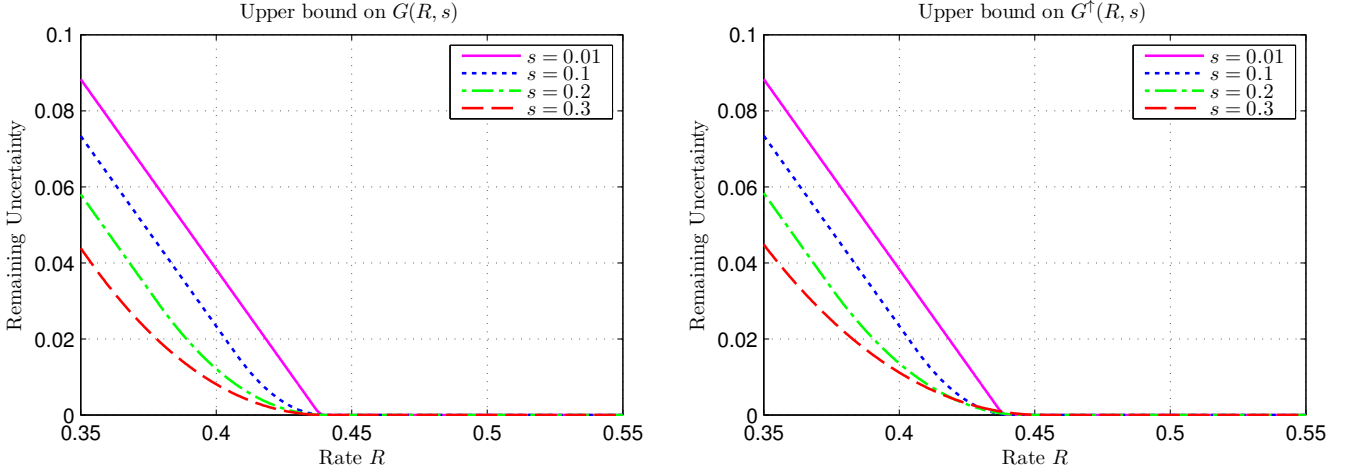 Upper bound on G(R, s)
0.1
0.08
0.06
0.04
0.02
0
Remaining Uncertainty
s = 0.01
s = 0.1
s = 0.2
s = 0.3
0.35 0.4 0.45 0.5 0.55
Rate R
Upper bound on G↑(R, s)
0.1
0.08
0.06
0.04
0.02
0
Remaining Uncertainty
s = 0.01
s = 0.1
s = 0.2
s = 0.3
0.35 0.4 0.45 0.5 0.55
Rate R